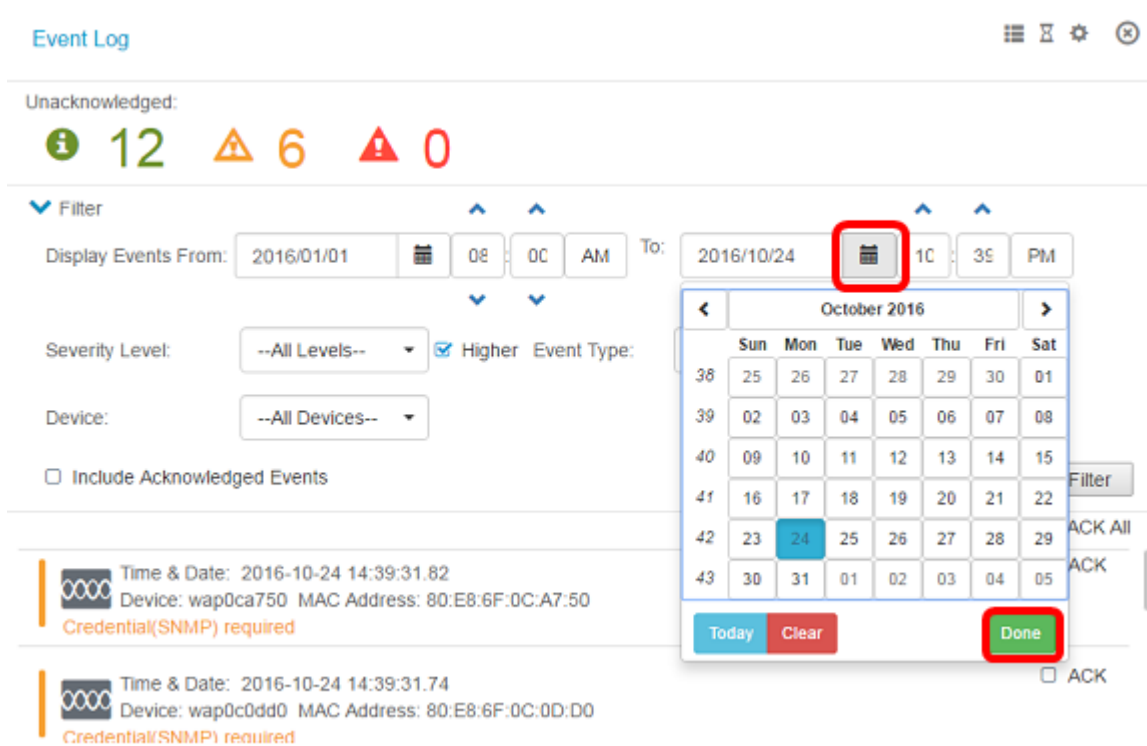 Event Log
Unacknowledged:
12 6 0
Filter
Display Events From: 2016/01/01 08 : 00 AM To: 2016/10/24 10 : 39 PM
October 2016
Severity Level: --All Levels-- Higher Event Type:
Sun Mon Tue Wed Thu Fri Sat
38 25 26 27 28 29 30 01
Device: --All Devices--
39 02 03 04 05 06 07 08
40 09 10 11 12 13 14 15
Include Acknowledged Events
Filter
41 16 17 18 19 20 21 22
ACK All
42 23 24 25 26 27 28 29
Time & Date: 2016-10-24 14:39:31.82
ACK
43 30 31 01 02 03 04 05
Device: wap0ca750 MAC Address: 80:E8:6F:0C:A7:50
Credential(SNMP) required
Today Clear Done
Time & Date: 2016-10-24 14:39:31.74
ACK
Device: wap0c0dd0 MAC Address: 80:E8:6F:0C:0D:D0
Credential(SNMP) required